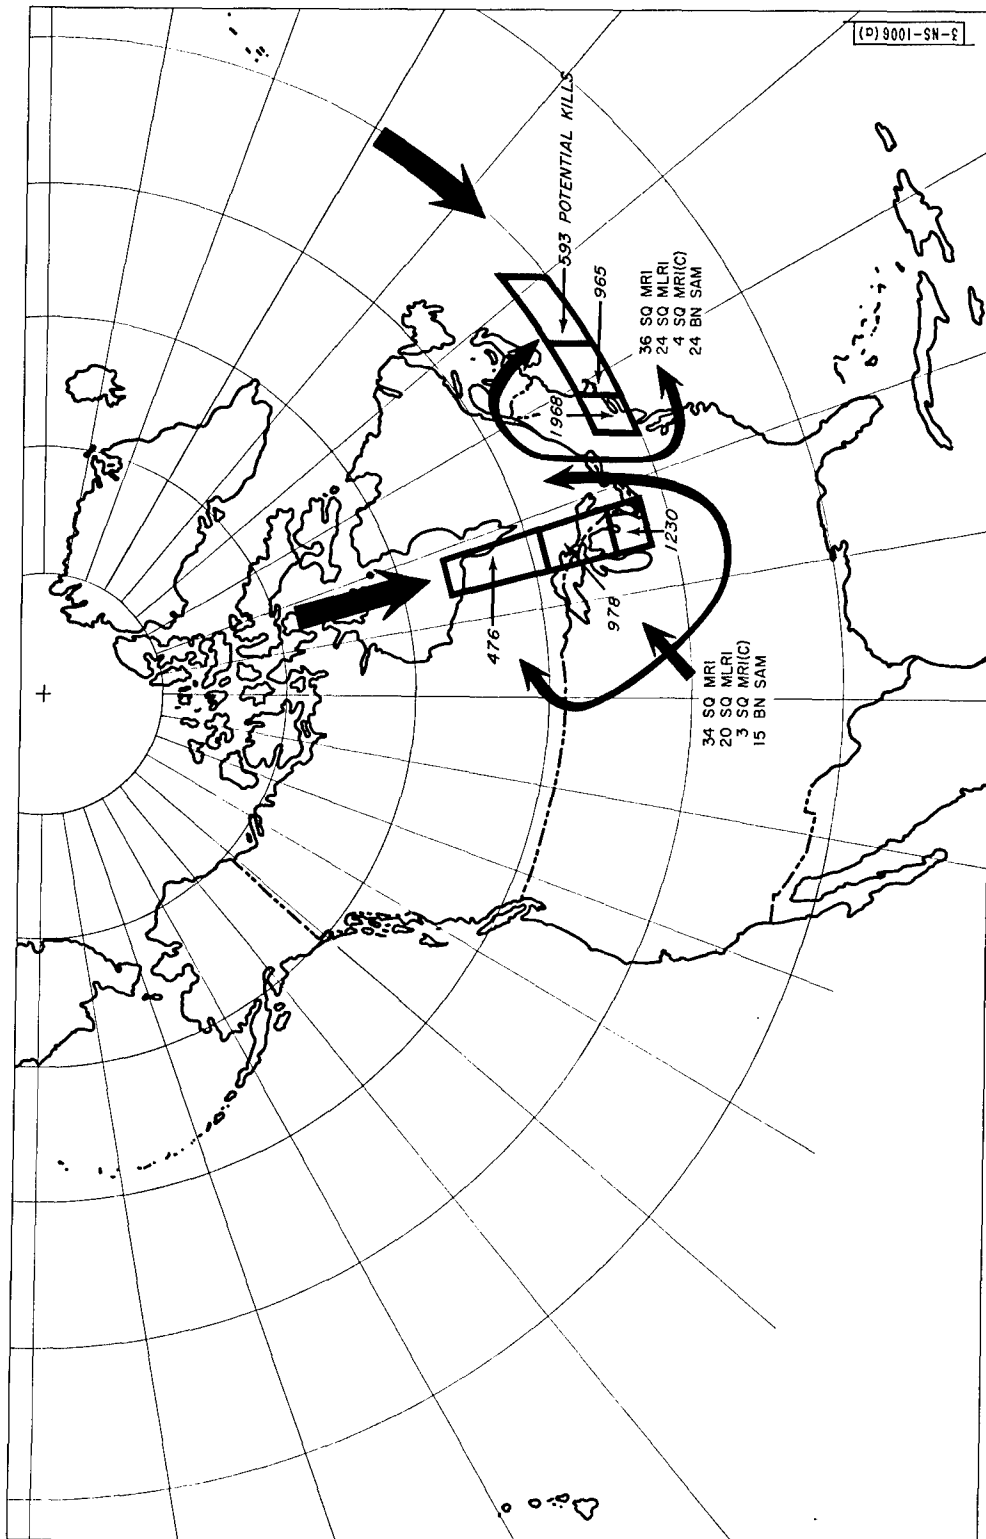 3-NS-1006(a)
593 POTENTIAL KILLS
965
1968
36 SQ MRI
24 SQ MLRI
4 SQ MRI(C)
24 BN SAM
476
978
1230
34 SQ MRI
20 SQ MLRI
3 SQ MRI(C)
15 BN SAM